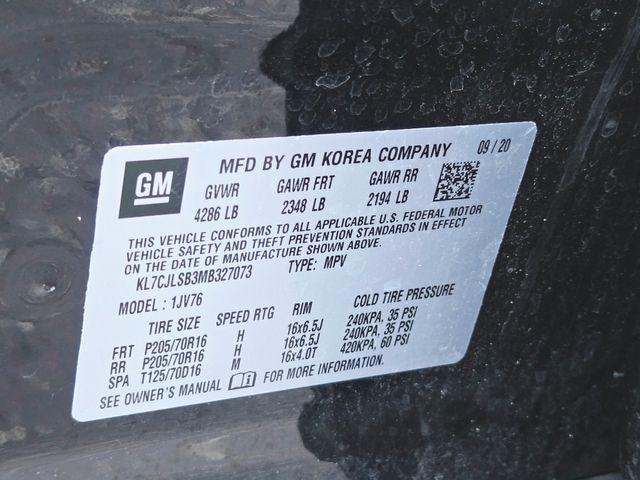 GM
MFD BY GM KOREA COMPANY 09/20
GVWR GAWR FRT GAWR RR
4286 LB 2348 LB 2194 LB
THIS VEHICLE CONFORMS TO ALL APPLICABLE U.S. FEDERAL MOTOR
VEHICLE SAFETY AND THEFT PREVENTION STANDARDS IN EFFECT
ON THE DATE OF MANUFACTURE SHOWN ABOVE.
KL7CJLSB3MB327073 TYPE: MPV
MODEL: 1JV76
TIRE SIZE SPEED RTG RIM COLD TIRE PRESSURE
FRT P205/70R16 H 16x6.5J 240KPA, 35 PSI
RR P205/70R16 H 16x6.5J 240KPA, 35 PSI
SPA T125/70D16 M 16x4.0T 420KPA, 60 PSI
SEE OWNER'S MANUAL FOR MORE INFORMATION.